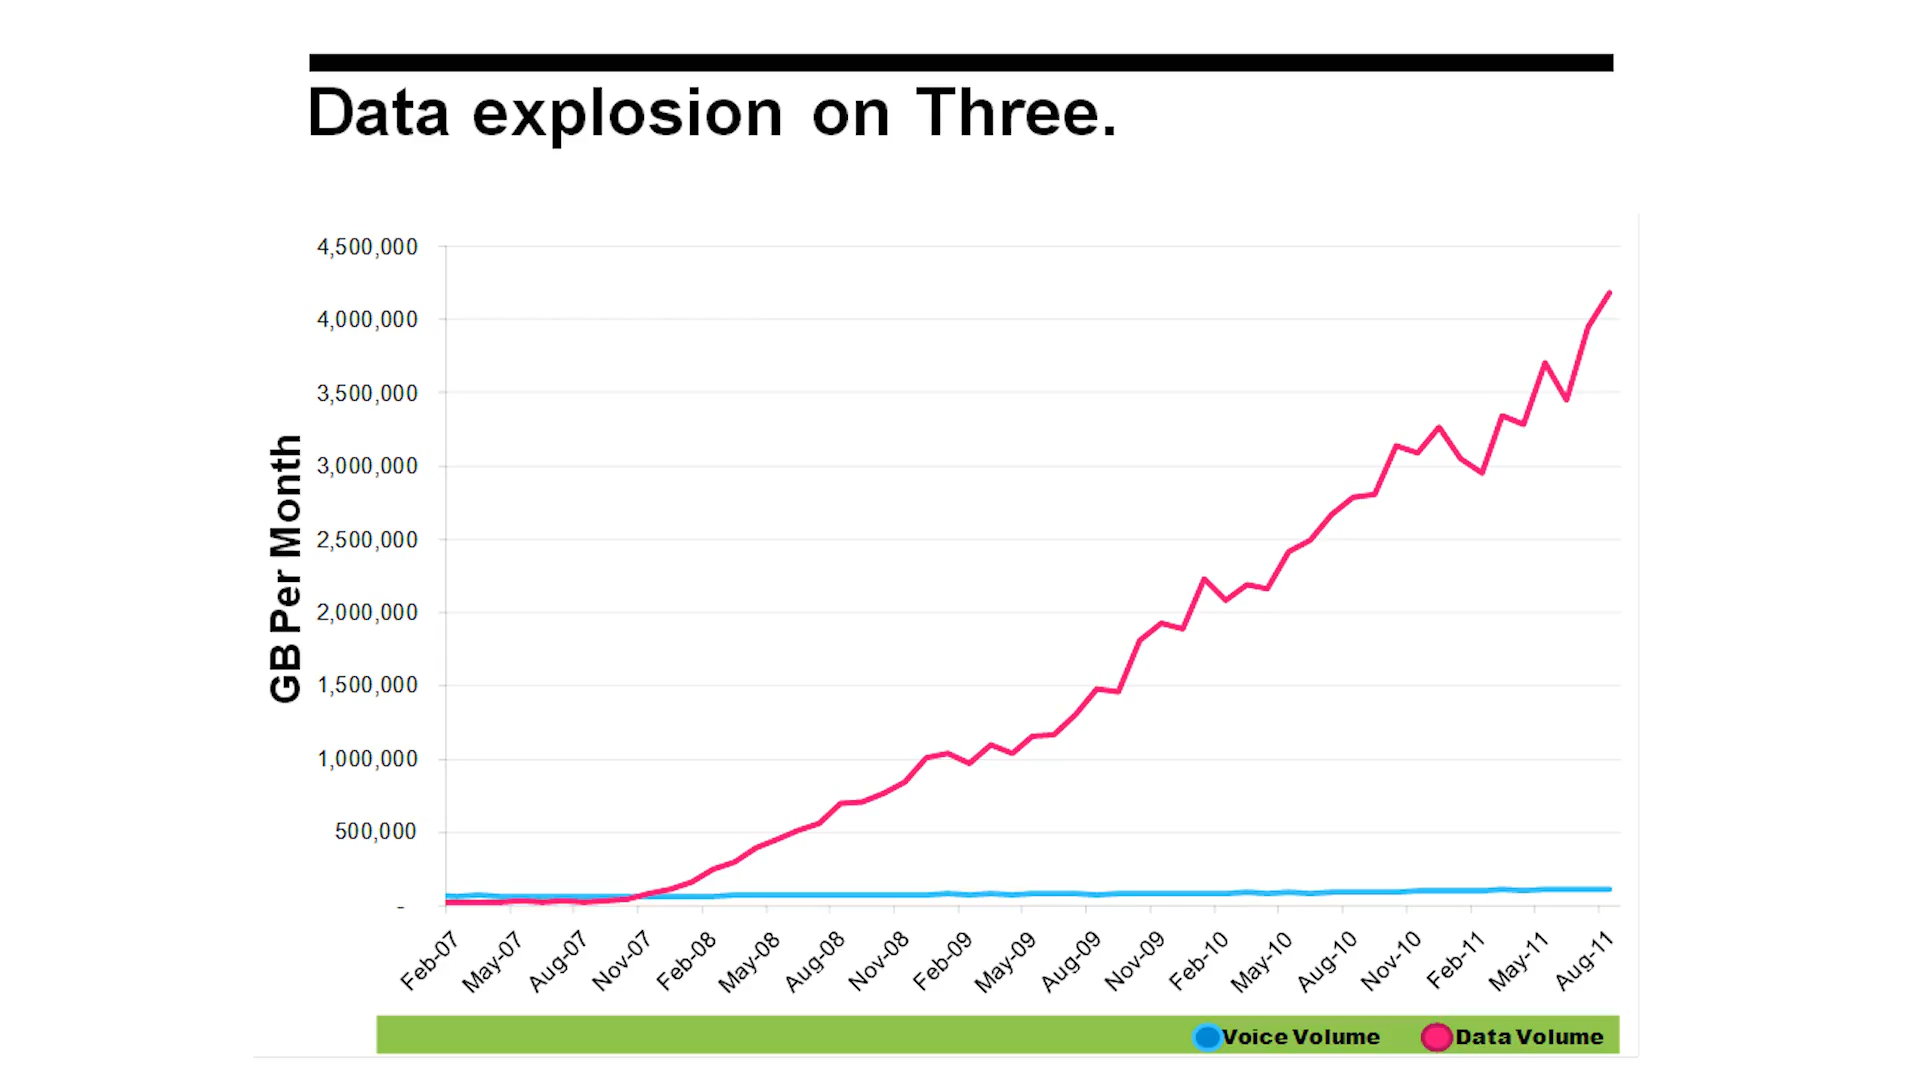 Data explosion on Three.
GB Per Month
4,500,000
4,000,000
3,500,000
3,000,000
2,500,000
2,000,000
1,500,000
1,000,000
500,000
-
Feb-07
May-07
Aug-07
Nov-07
Feb-08
May-08
Aug-08
Nov-08
Feb-09
May-09
Aug-09
Nov-09
Feb-10
May-10
Aug-10
Nov-10
Feb-11
May-11
Aug-11
Voice Volume
Data Volume